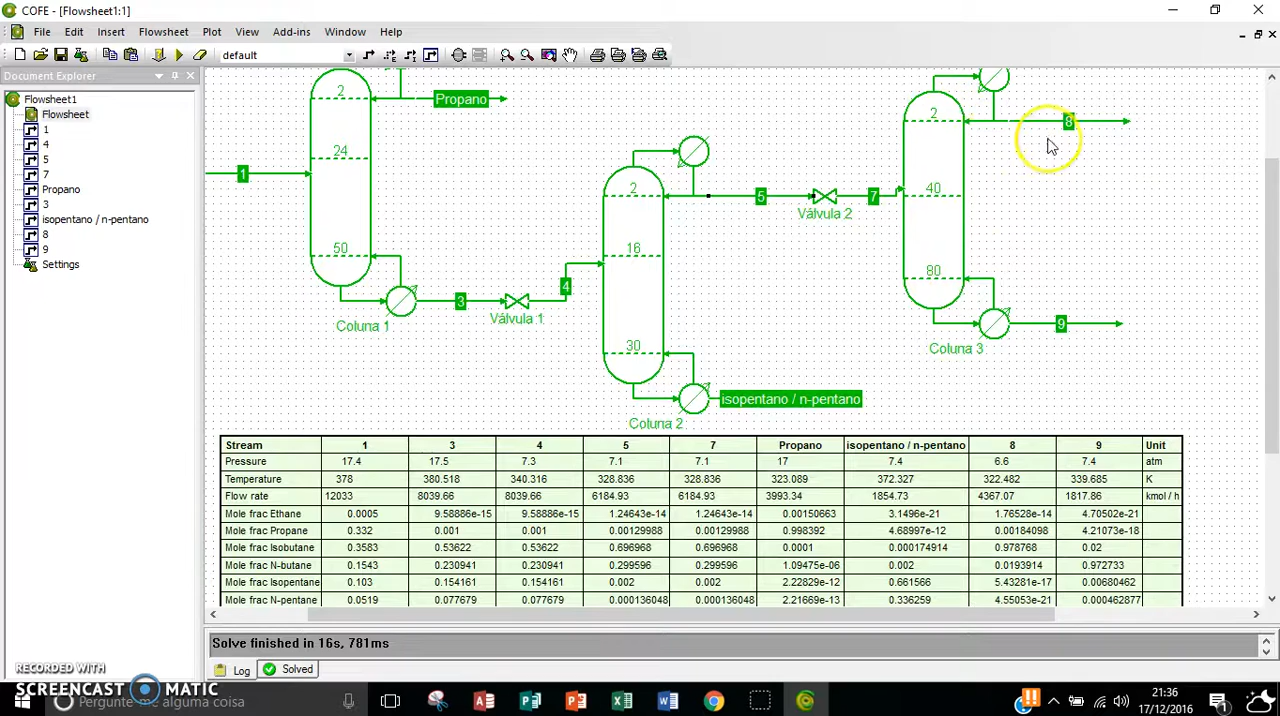 COFE - [Flowsheet1:1]
File Edit Insert Flowsheet Plot View Add-ins Window Help
default
Document Explorer
Flowsheet1
Flowsheet
1
4
5
7
Propano
3
isopentano / n-pentano
8
9
Settings
2
Propano
24
1
50
3
Coluna 1
Válvula 1
4
2
16
30
Coluna 2
isopentano / n-pentano
5
Válvula 2
7
2
8
40
80
9
Coluna 3
Stream 1 3 4 5 7 Propano isopentano / n-pentano 8 9 Unit
Pressure 17.4 17.5 7.3 7.1 7.1 17 7.4 6.6 7.4 atm
Temperature 378 380.518 340.316 328.836 328.836 323.089 372.327 322.482 339.685 K
Flow rate 12033 8039.66 8039.66 6184.93 6184.93 3993.34 1854.73 4367.07 1817.86 kmol / h
Mole frac Ethane 0.0005 9.58886e-15 9.58886e-15 1.24643e-14 1.24643e-14 0.00150663 3.1496e-21 1.76528e-14 4.70502e-21
Mole frac Propane 0.332 0.001 0.001 0.00129988 0.00129988 0.998392 4.68997e-12 0.00184098 4.21073e-18
Mole frac Isobutane 0.3583 0.53622 0.53622 0.696968 0.696968 0.0001 0.000174914 0.978768 0.02
Mole frac N-butane 0.1543 0.230941 0.230941 0.299596 0.299596 1.09475e-06 0.002 0.0193914 0.972733
Mole frac Isopentane 0.103 0.154161 0.154161 0.002 0.002 2.22829e-12 0.661566 5.43281e-17 0.00680462
Mole frac N-pentane 0.0519 0.077679 0.077679 0.000136048 0.000136048 2.21669e-13 0.336259 4.55053e-21 0.000462877
Solve finished in 16s, 781ms
Log Solved
RECORDED WITH
SCREENCAST MATIC
Pergunte-me alguma coisa
21:36
17/12/2016